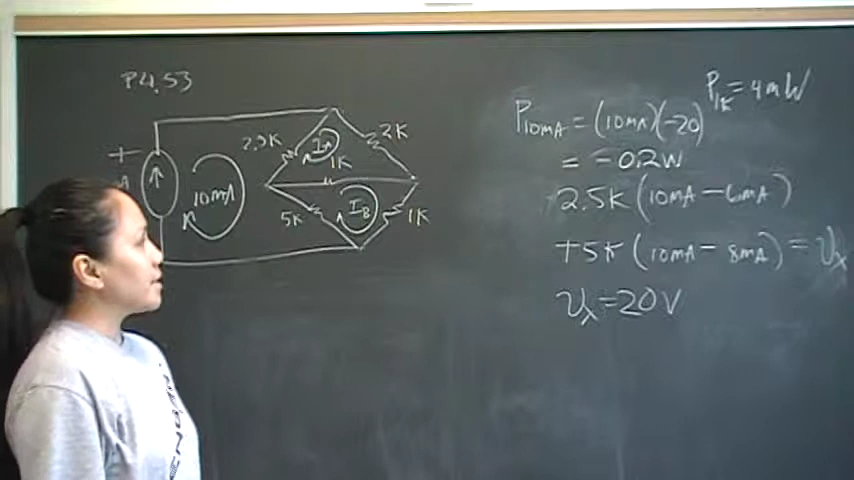 P4.53
2.5K
IA
2K
1K
10mA
5K
IB
1K
P1K = 4mW
P10mA = (10mA)(-20)
= -0.2W
2.5K (10mA - 6mA)
+5K (10mA - 8mA) = Vx
Vx = 20V